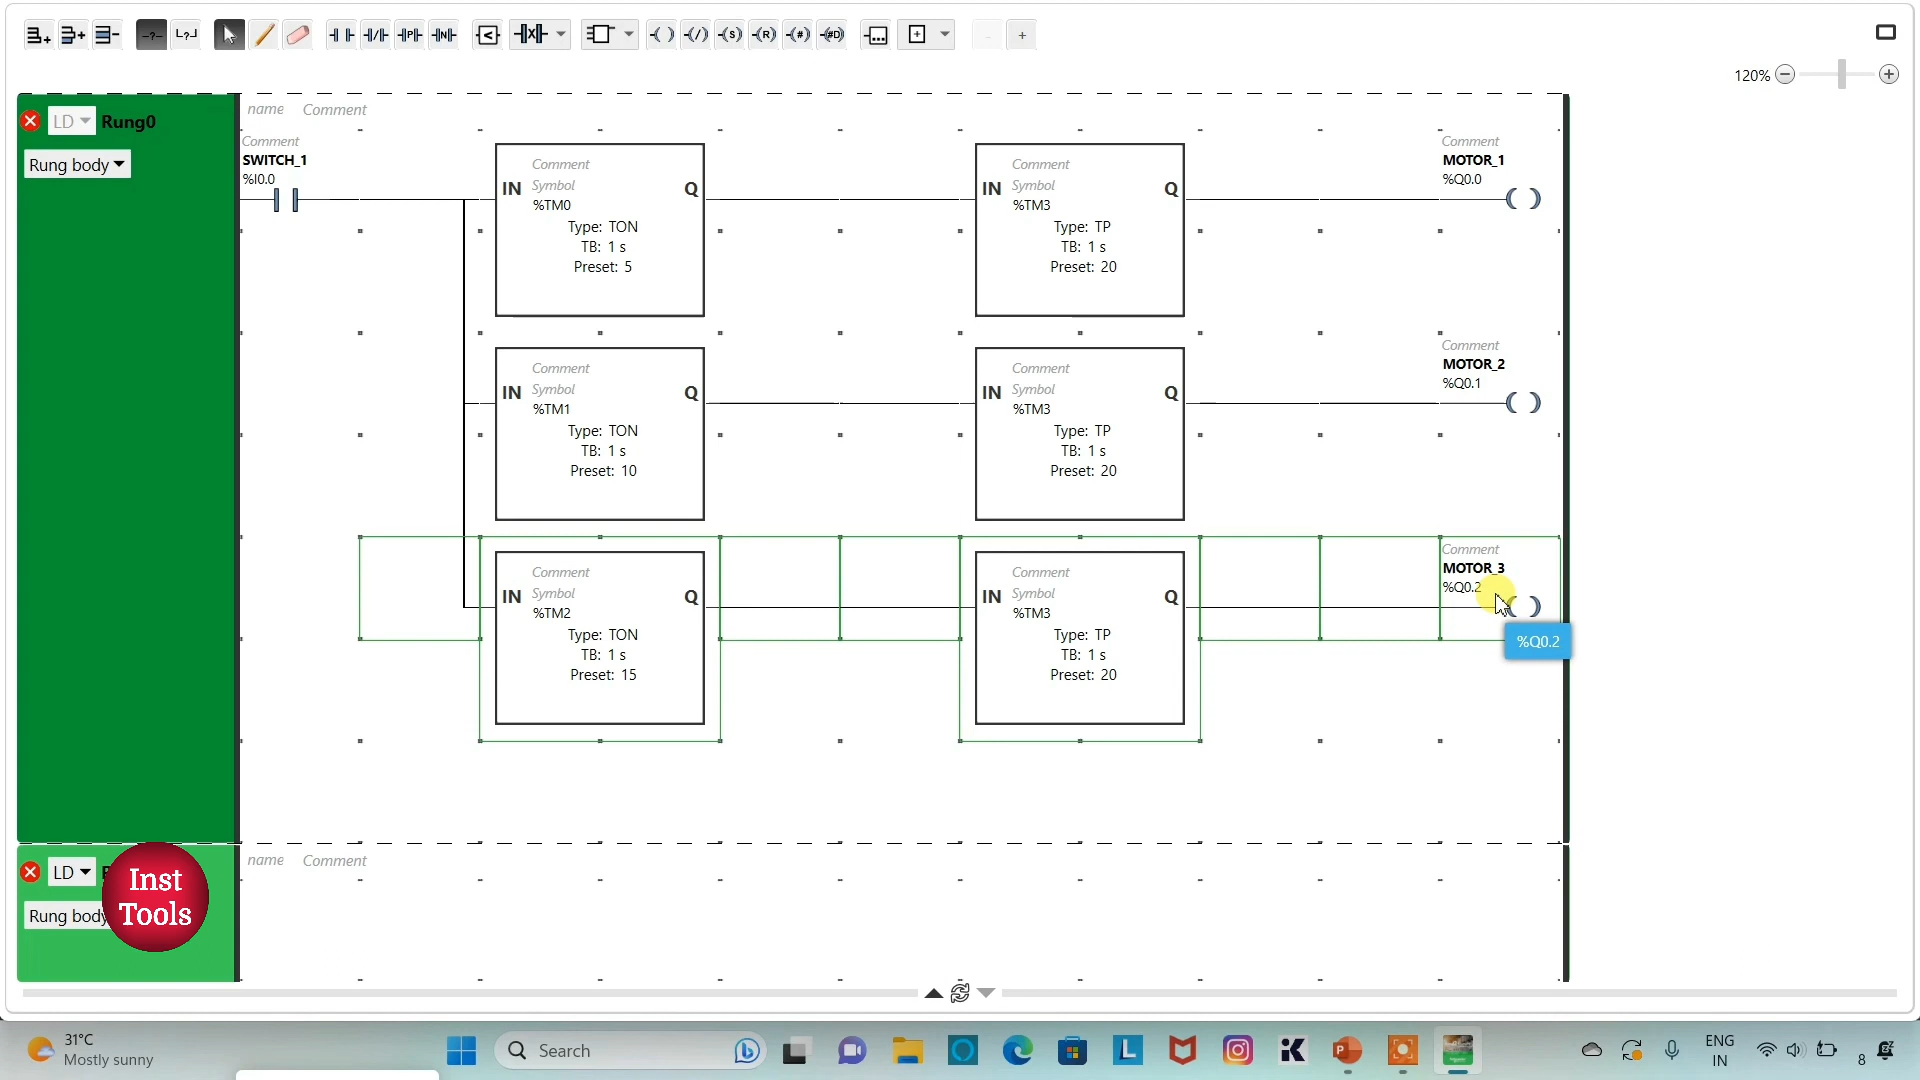 120%
LD Rung0
Rung body
name Comment
Comment
SWITCH_1
%I0.0
Comment
IN Symbol Q
%TM0
Type: TON
TB: 1 s
Preset: 5
Comment
IN Symbol Q
%TM3
Type: TP
TB: 1 s
Preset: 20
Comment
MOTOR_1
%Q0.0
Comment
IN Symbol Q
%TM1
Type: TON
TB: 1 s
Preset: 10
Comment
IN Symbol Q
%TM3
Type: TP
TB: 1 s
Preset: 20
Comment
MOTOR_2
%Q0.1
Comment
IN Symbol Q
%TM2
Type: TON
TB: 1 s
Preset: 15
Comment
IN Symbol Q
%TM3
Type: TP
TB: 1 s
Preset: 20
Comment
MOTOR_3
%Q0.2
%Q0.2
LD
Rung body
name Comment
Inst
Tools
31°C
Mostly sunny
Search
ENG
IN
8